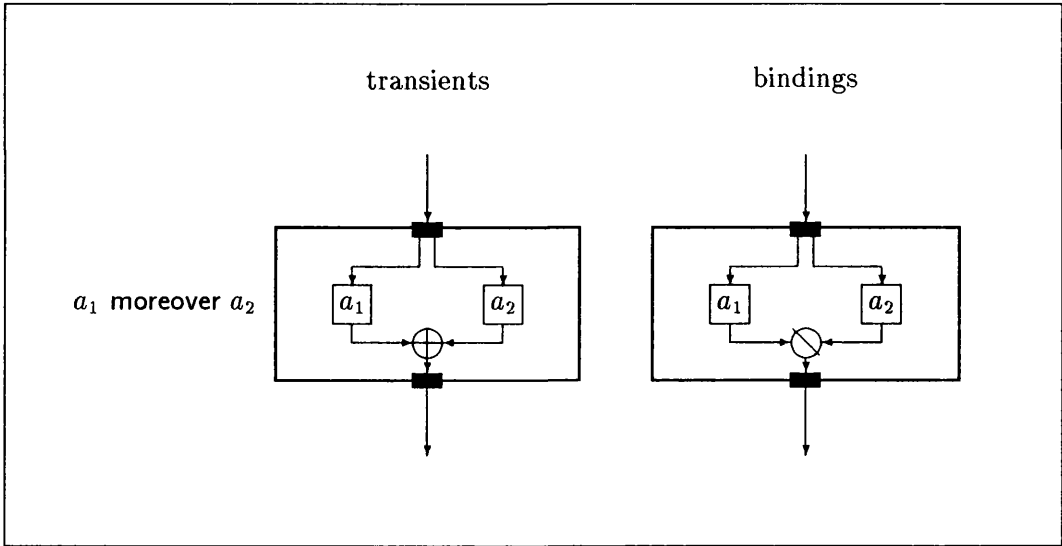 transients bindings
a₁ moreover a₂
a₁ a₂ a₁ a₂